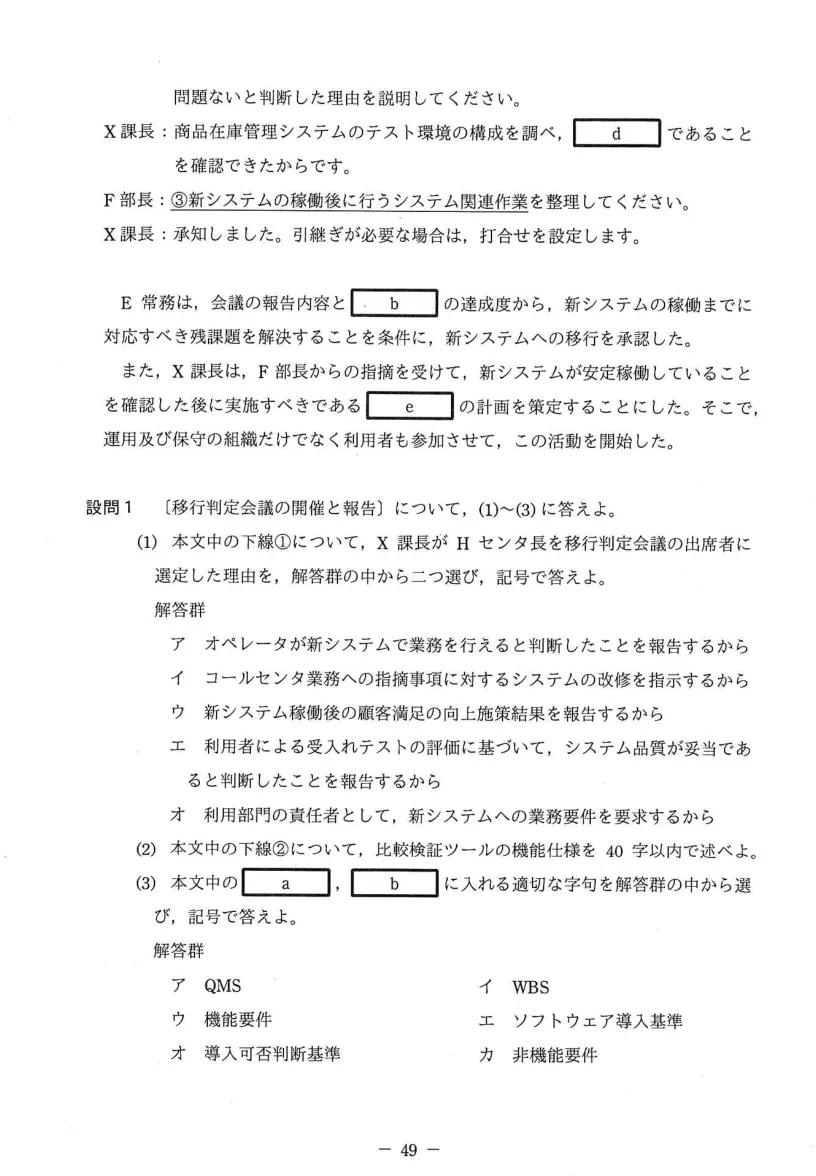 問題ないと判断した理由を説明してください。
X 課長：商品在庫管理システムのテスト環境の構成を調べ， d であること
を確認できたからです。
F 部長：③新システムの稼働後に行うシステム関連作業を整理してください。
X 課長：承知しました。引継ぎが必要な場合は，打合せを設定します。
E 常務は，会議の報告内容と b の達成度から，新システムの稼働までに
対応すべき残課題を解決することを条件に，新システムへの移行を承認した。
また，X 課長は，F 部長からの指摘を受けて，新システムが安定稼働していること
を確認した後に実施すべきである e の計画を策定することにした。そこで，
運用及び保守の組織だけでなく利用者も参加させて，この活動を開始した。
設問1 〔移行判定会議の開催と報告〕について，(1)～(3) に答えよ。
(1) 本文中の下線①について，X 課長が H センタ長を移行判定会議の出席者に
選定した理由を，解答群の中から二つ選び，記号で答えよ。
解答群
ア オペレータが新システムで業務を行えると判断したことを報告するから
イ コールセンタ業務への指摘事項に対するシステムの改修を指示するから
ウ 新システム稼働後の顧客満足の向上施策結果を報告するから
エ 利用者による受入れテストの評価に基づいて，システム品質が妥当であ
ると判断したことを報告するから
オ 利用部門の責任者として，新システムへの業務要件を要求するから
(2) 本文中の下線②について，比較検証ツールの機能仕様を 40 字以内で述べよ。
(3) 本文中の a ， b に入れる適切な字句を解答群の中から選
び，記号で答えよ。
解答群
ア QMS イ WBS
ウ 機能要件 エ ソフトウェア導入基準
オ 導入可否判断基準 カ 非機能要件
－ 49 －